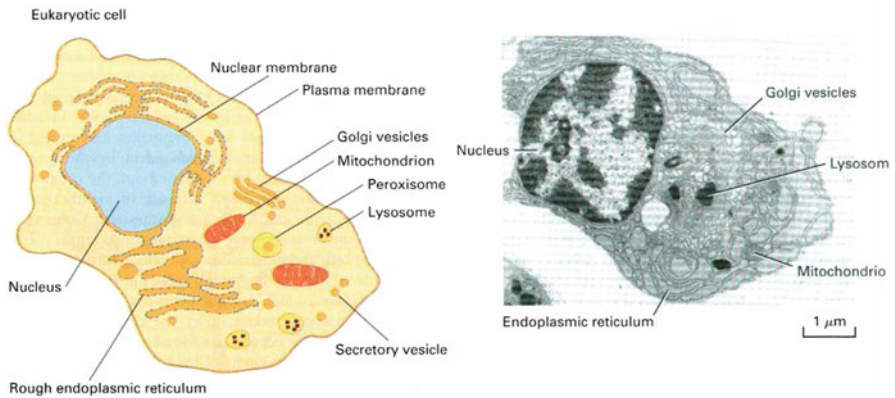 Eukaryotic cell
Nuclear membrane
Plasma membrane
Golgi vesicles
Mitochondrion
Peroxisome
Lysosome
Nucleus
Secretory vesicle
Rough endoplasmic reticulum
Golgi vesicles
Nucleus
Lysosom
Mitochondrio
Endoplasmic reticulum
1 μm